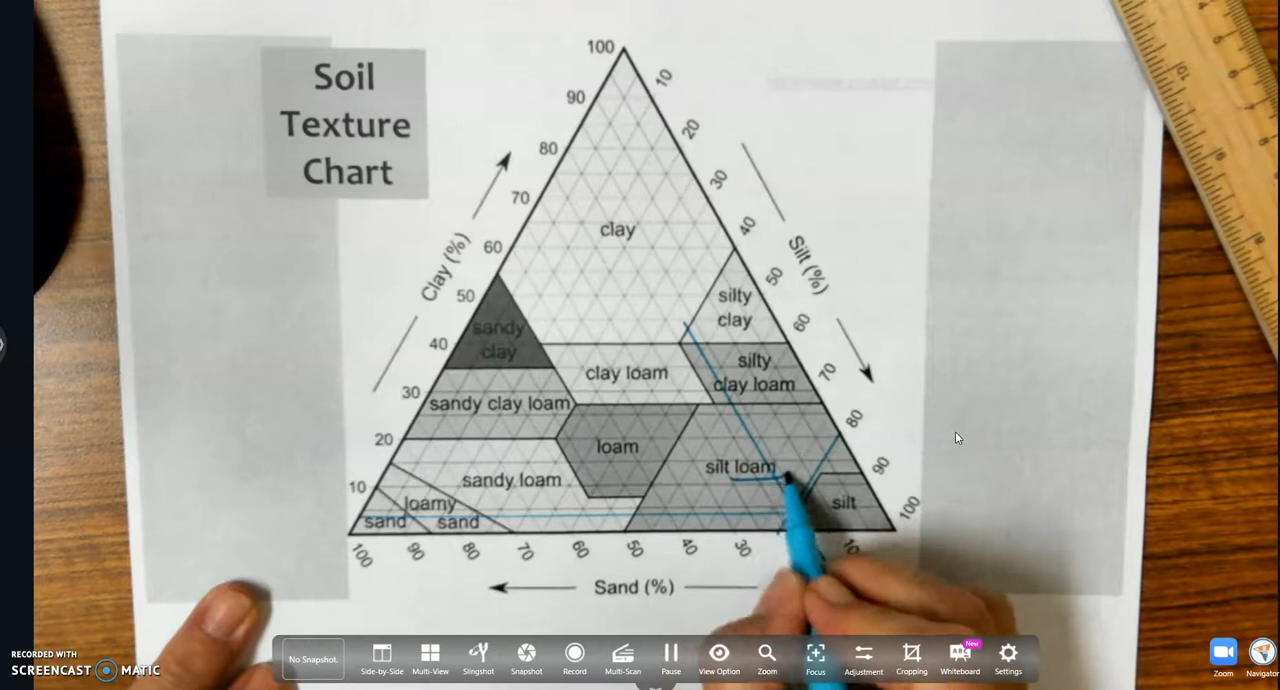 Soil
Texture
Chart
100
90
80
70
60
50
40
30
20
10
Clay (%)
10
20
30
40
50
60
70
80
90
100
Silt (%)
clay
silty
clay
sandy
clay
clay loam
silty
clay loam
sandy clay loam
loam
silt loam
sandy loam
silt
loamy
sand
sand
100
90
80
70
60
50
40
30
10
Sand (%)
RECORDED WITH
SCREENCAST MATIC
No Snapshot.
Side-by-Side
Multi-View
Slingshot
Snapshot
Record
Multi-Scan
Pause
View Option
Zoom
Focus
Adjustment
Cropping
New
Whiteboard
Settings
Zoom
Navigator